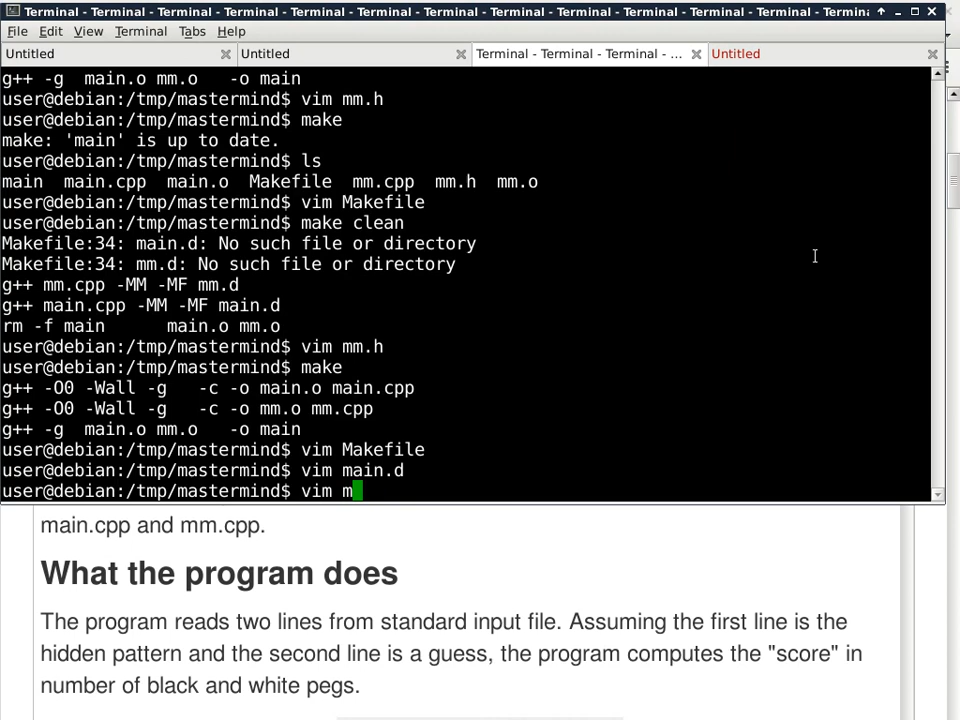 Terminal - Terminal - Terminal - Terminal - Terminal - Terminal - Terminal - Terminal - Terminal - Terminal - Terminal - Termina
File Edit View Terminal Tabs Help
Untitled Untitled Terminal - Terminal - Terminal - ... Untitled
g++ -g  main.o mm.o   -o main
user@debian:/tmp/mastermind$ vim mm.h
user@debian:/tmp/mastermind$ make
make: 'main' is up to date.
user@debian:/tmp/mastermind$ ls
main  main.cpp  main.o  Makefile  mm.cpp  mm.h  mm.o
user@debian:/tmp/mastermind$ vim Makefile
user@debian:/tmp/mastermind$ make clean
Makefile:34: main.d: No such file or directory
Makefile:34: mm.d: No such file or directory
g++ mm.cpp -MM -MF mm.d
g++ main.cpp -MM -MF main.d
rm -f main      main.o mm.o
user@debian:/tmp/mastermind$ vim mm.h
user@debian:/tmp/mastermind$ make
g++ -O0 -Wall -g   -c -o main.o main.cpp
g++ -O0 -Wall -g   -c -o mm.o mm.cpp
g++ -g  main.o mm.o   -o main
user@debian:/tmp/mastermind$ vim Makefile
user@debian:/tmp/mastermind$ vim main.d
user@debian:/tmp/mastermind$ vim m
main.cpp and mm.cpp.
What the program does
The program reads two lines from standard input file. Assuming the first line is the
hidden pattern and the second line is a guess, the program computes the "score" in
number of black and white pegs.